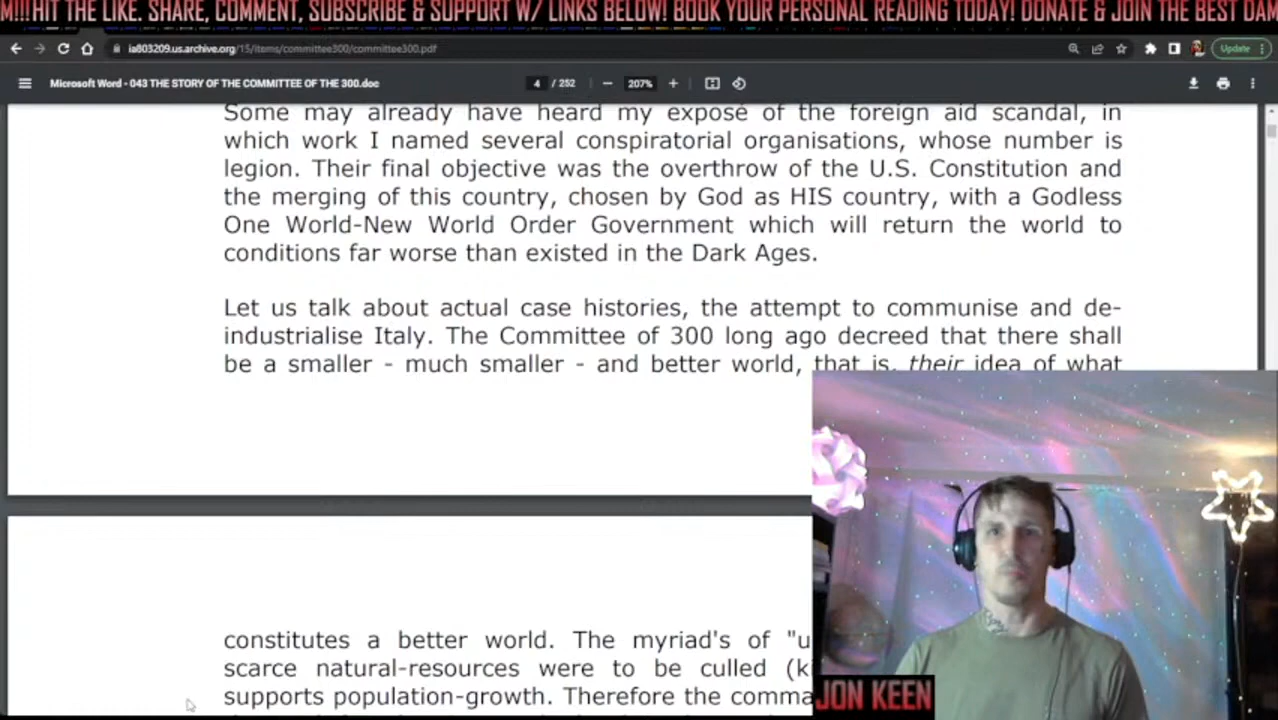 M!!! HIT THE LIKE. SHARE, COMMENT, SUBSCRIBE & SUPPORT W/ LINKS BELOW! BOOK YOUR PERSONAL READING TODAY! DONATE & JOIN THE BEST DAM
ia803209.us.archive.org/15/items/committee300/committee300.pdf
Update
Microsoft Word - 043 THE STORY OF THE COMMITTEE OF THE 300.doc
4 / 252
207%
Some may already have heard my exposé of the foreign aid scandal, in
which work I named several conspiratorial organisations, whose number is
legion. Their final objective was the overthrow of the U.S. Constitution and
the merging of this country, chosen by God as HIS country, with a Godless
One World-New World Order Government which will return the world to
conditions far worse than existed in the Dark Ages.
Let us talk about actual case histories, the attempt to communise and de-
industrialise Italy. The Committee of 300 long ago decreed that there shall
be a smaller - much smaller - and better world, that is, their idea of what
constitutes a better world. The myriad's of "u
scarce natural-resources were to be culled (k
supports population-growth. Therefore the comma
JON KEEN